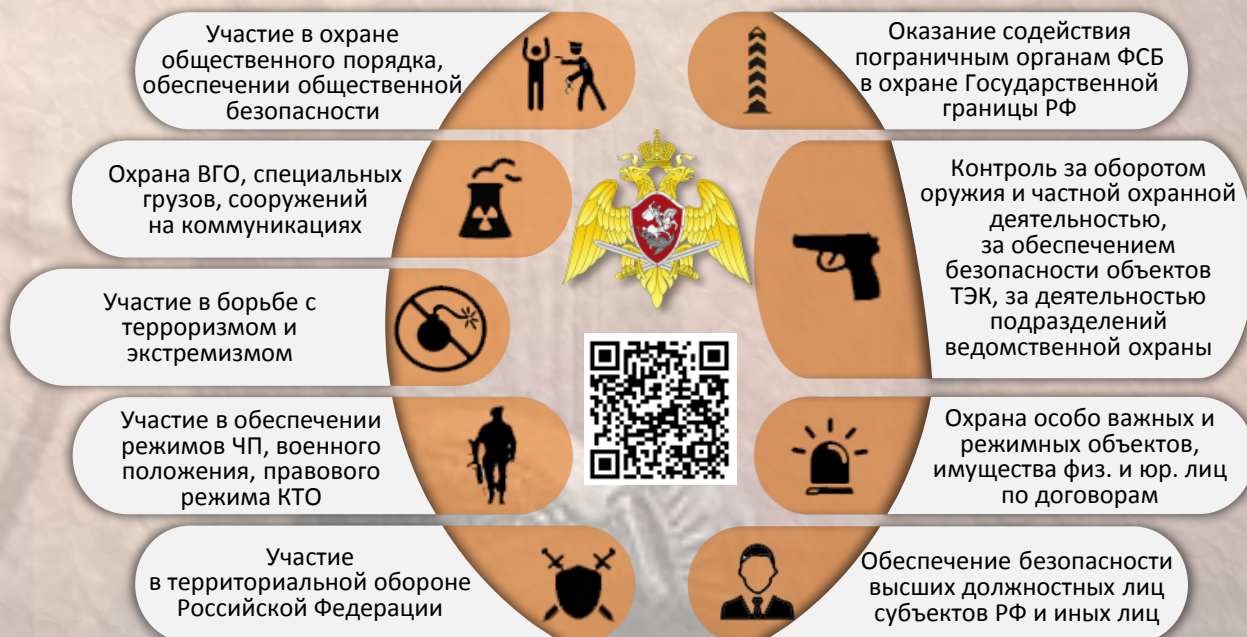 Участие в охране
общественного порядка,
обеспечении общественной
безопасности
Охрана ВГО, специальных
грузов, сооружений
на коммуникациях
Участие в борьбе с
терроризмом и
экстремизмом
Участие в обеспечении
режимов ЧП, военного
положения, правового
режима КТО
Участие
в территориальной обороне
Российской Федерации
Оказание содействия
пограничным органам ФСБ
в охране Государственной
границы РФ
Контроль за оборотом
оружия и частной охранной
деятельностью,
за обеспечением
безопасности объектов
ТЭК, за деятельностью
подразделений
ведомственной охраны
Охрана особо важных и
режимных объектов,
имущества физ. и юр. лиц
по договорам
Обеспечение безопасности
высших должностных лиц
субъектов РФ и иных лиц